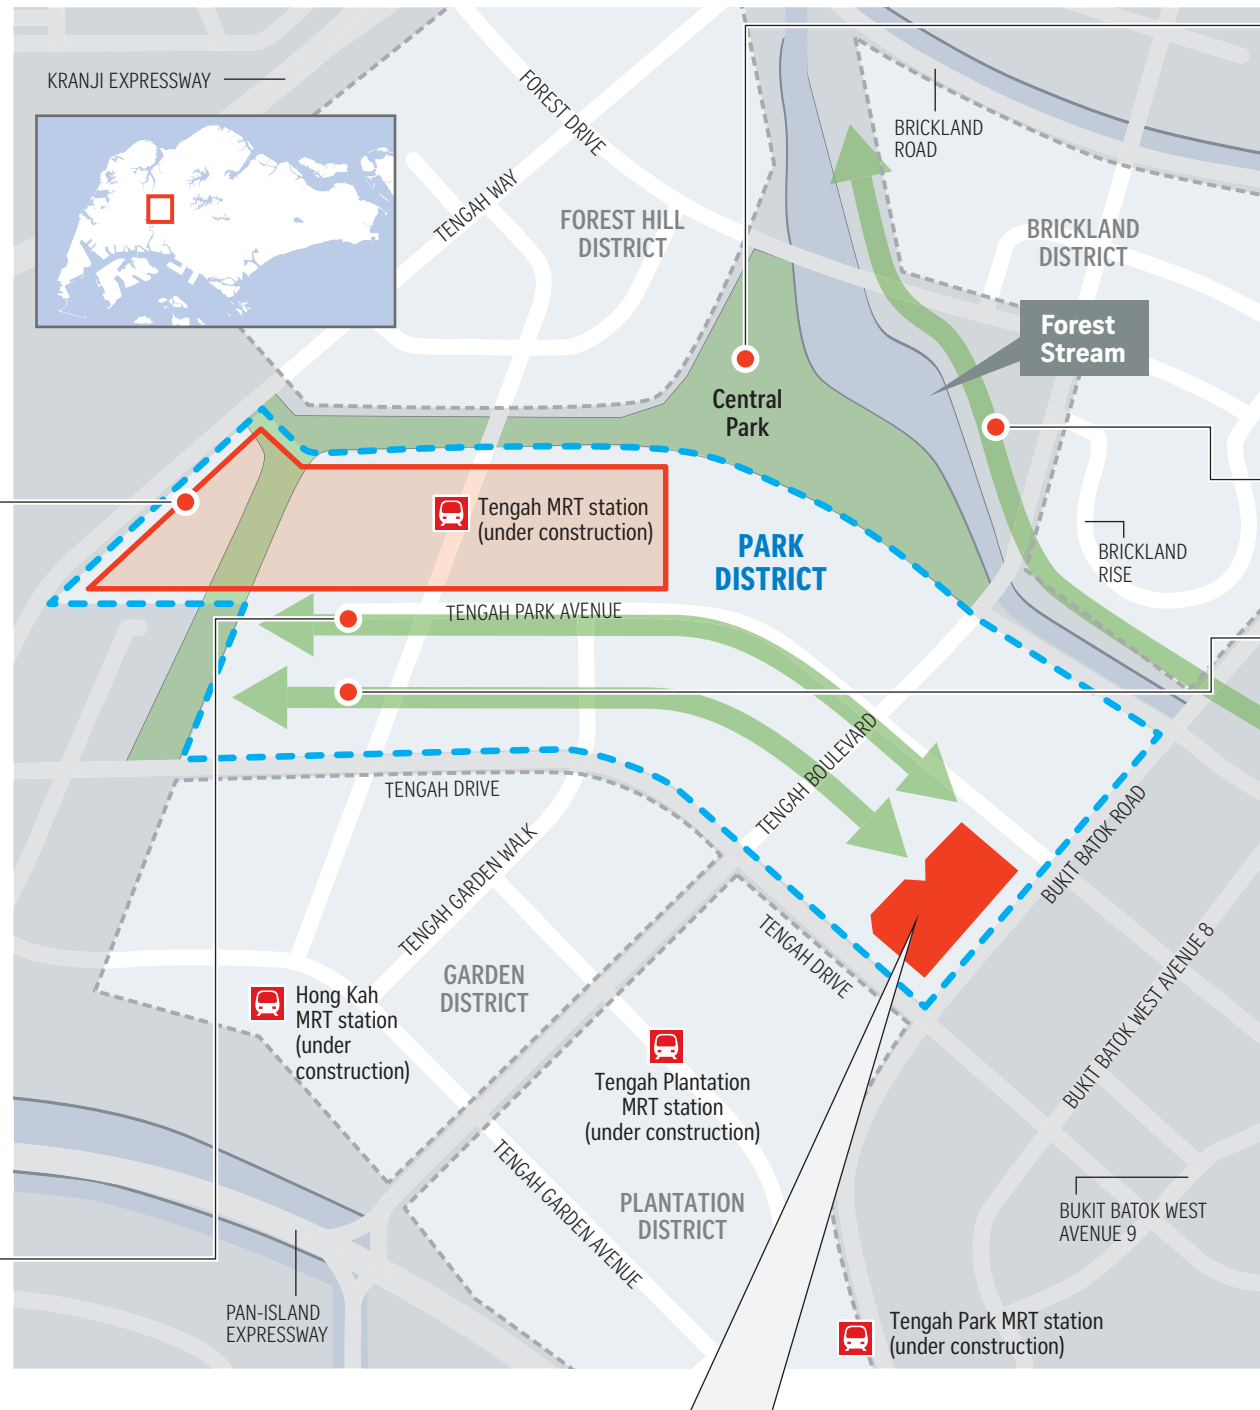 KRANJI EXPRESSWAY
FOREST DRIVE
BRICKLAND
ROAD
TENGAH WAY
FOREST HILL
DISTRICT
BRICKLAND
DISTRICT
Forest
Stream
Central
Park
Tengah MRT station
(under construction)
PARK
DISTRICT
BRICKLAND
RISE
TENGAH PARK AVENUE
TENGAH BOULEVARD
TENGAH DRIVE
BUKIT BATOK ROAD
TENGAH GARDEN WALK
TENGAH DRIVE
BUKIT BATOK WEST AVENUE 8
GARDEN
DISTRICT
Hong Kah
MRT station
(under
construction)
Tengah Plantation
MRT station
(under construction)
TENGAH GARDEN AVENUE
PLANTATION
DISTRICT
BUKIT BATOK WEST
AVENUE 9
PAN-ISLAND
EXPRESSWAY
Tengah Park MRT station
(under construction)